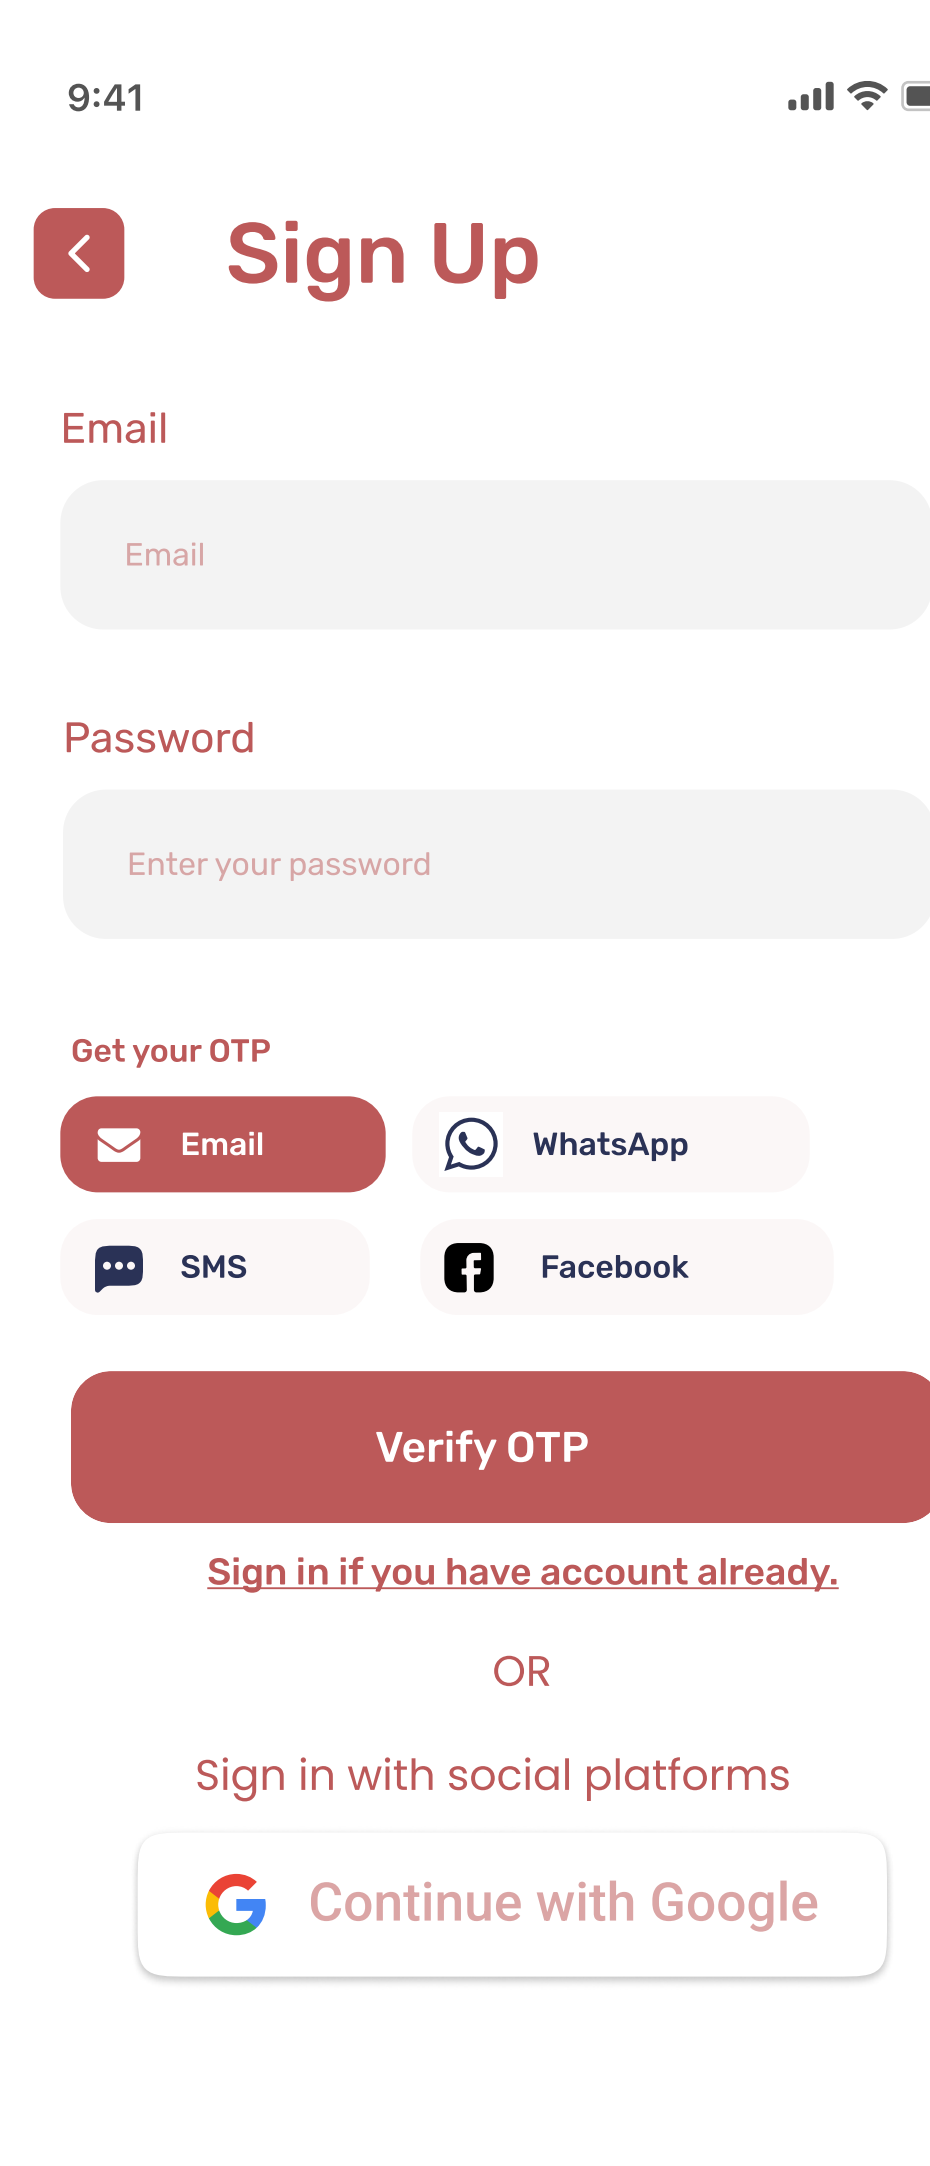 9:41
Sign Up
Email
Email
Password
Enter your password
Get your OTP
Email
WhatsApp
SMS
Facebook
Verify OTP
Sign in if you have account already.
OR
Sign in with social platforms
Continue with Google